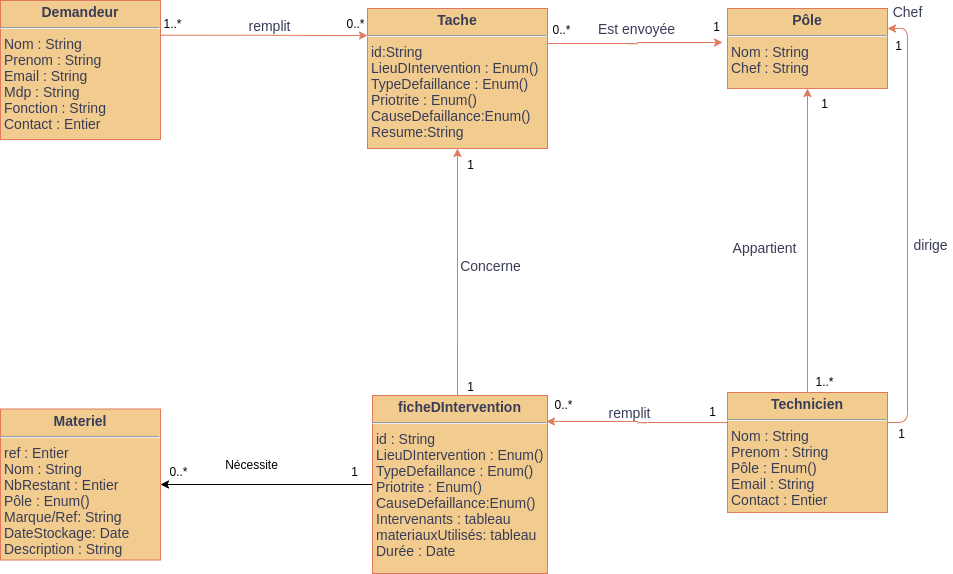 Demandeur
Nom : String
Prenom : String
Email : String
Mdp : String
Fonction : String
Contact : Entier
1..*
remplit
0..*
Tache
id:String
LieuDIntervention : Enum()
TypeDefaillance : Enum()
Priotrite : Enum()
CauseDefaillance:Enum()
Resume:String
0..*
Est envoyée
1
Pôle
Nom : String
Chef : String
Chef
1
1
1
Concerne
1
Appartient
1..*
dirige
1
Materiel
ref : Entier
Nom : String
NbRestant : Entier
Pôle : Enum()
Marque/Ref: String
DateStockage: Date
Description : String
0..*
Nécessite
1
ficheDIntervention
id : String
LieuDIntervention : Enum()
TypeDefaillance : Enum()
Priotrite : Enum()
CauseDefaillance:Enum()
Intervenants : tableau
materiauxUtilisés: tableau
Durée : Date
0..*
remplit
1
Technicien
Nom : String
Prenom : String
Pôle : Enum()
Email : String
Contact : Entier